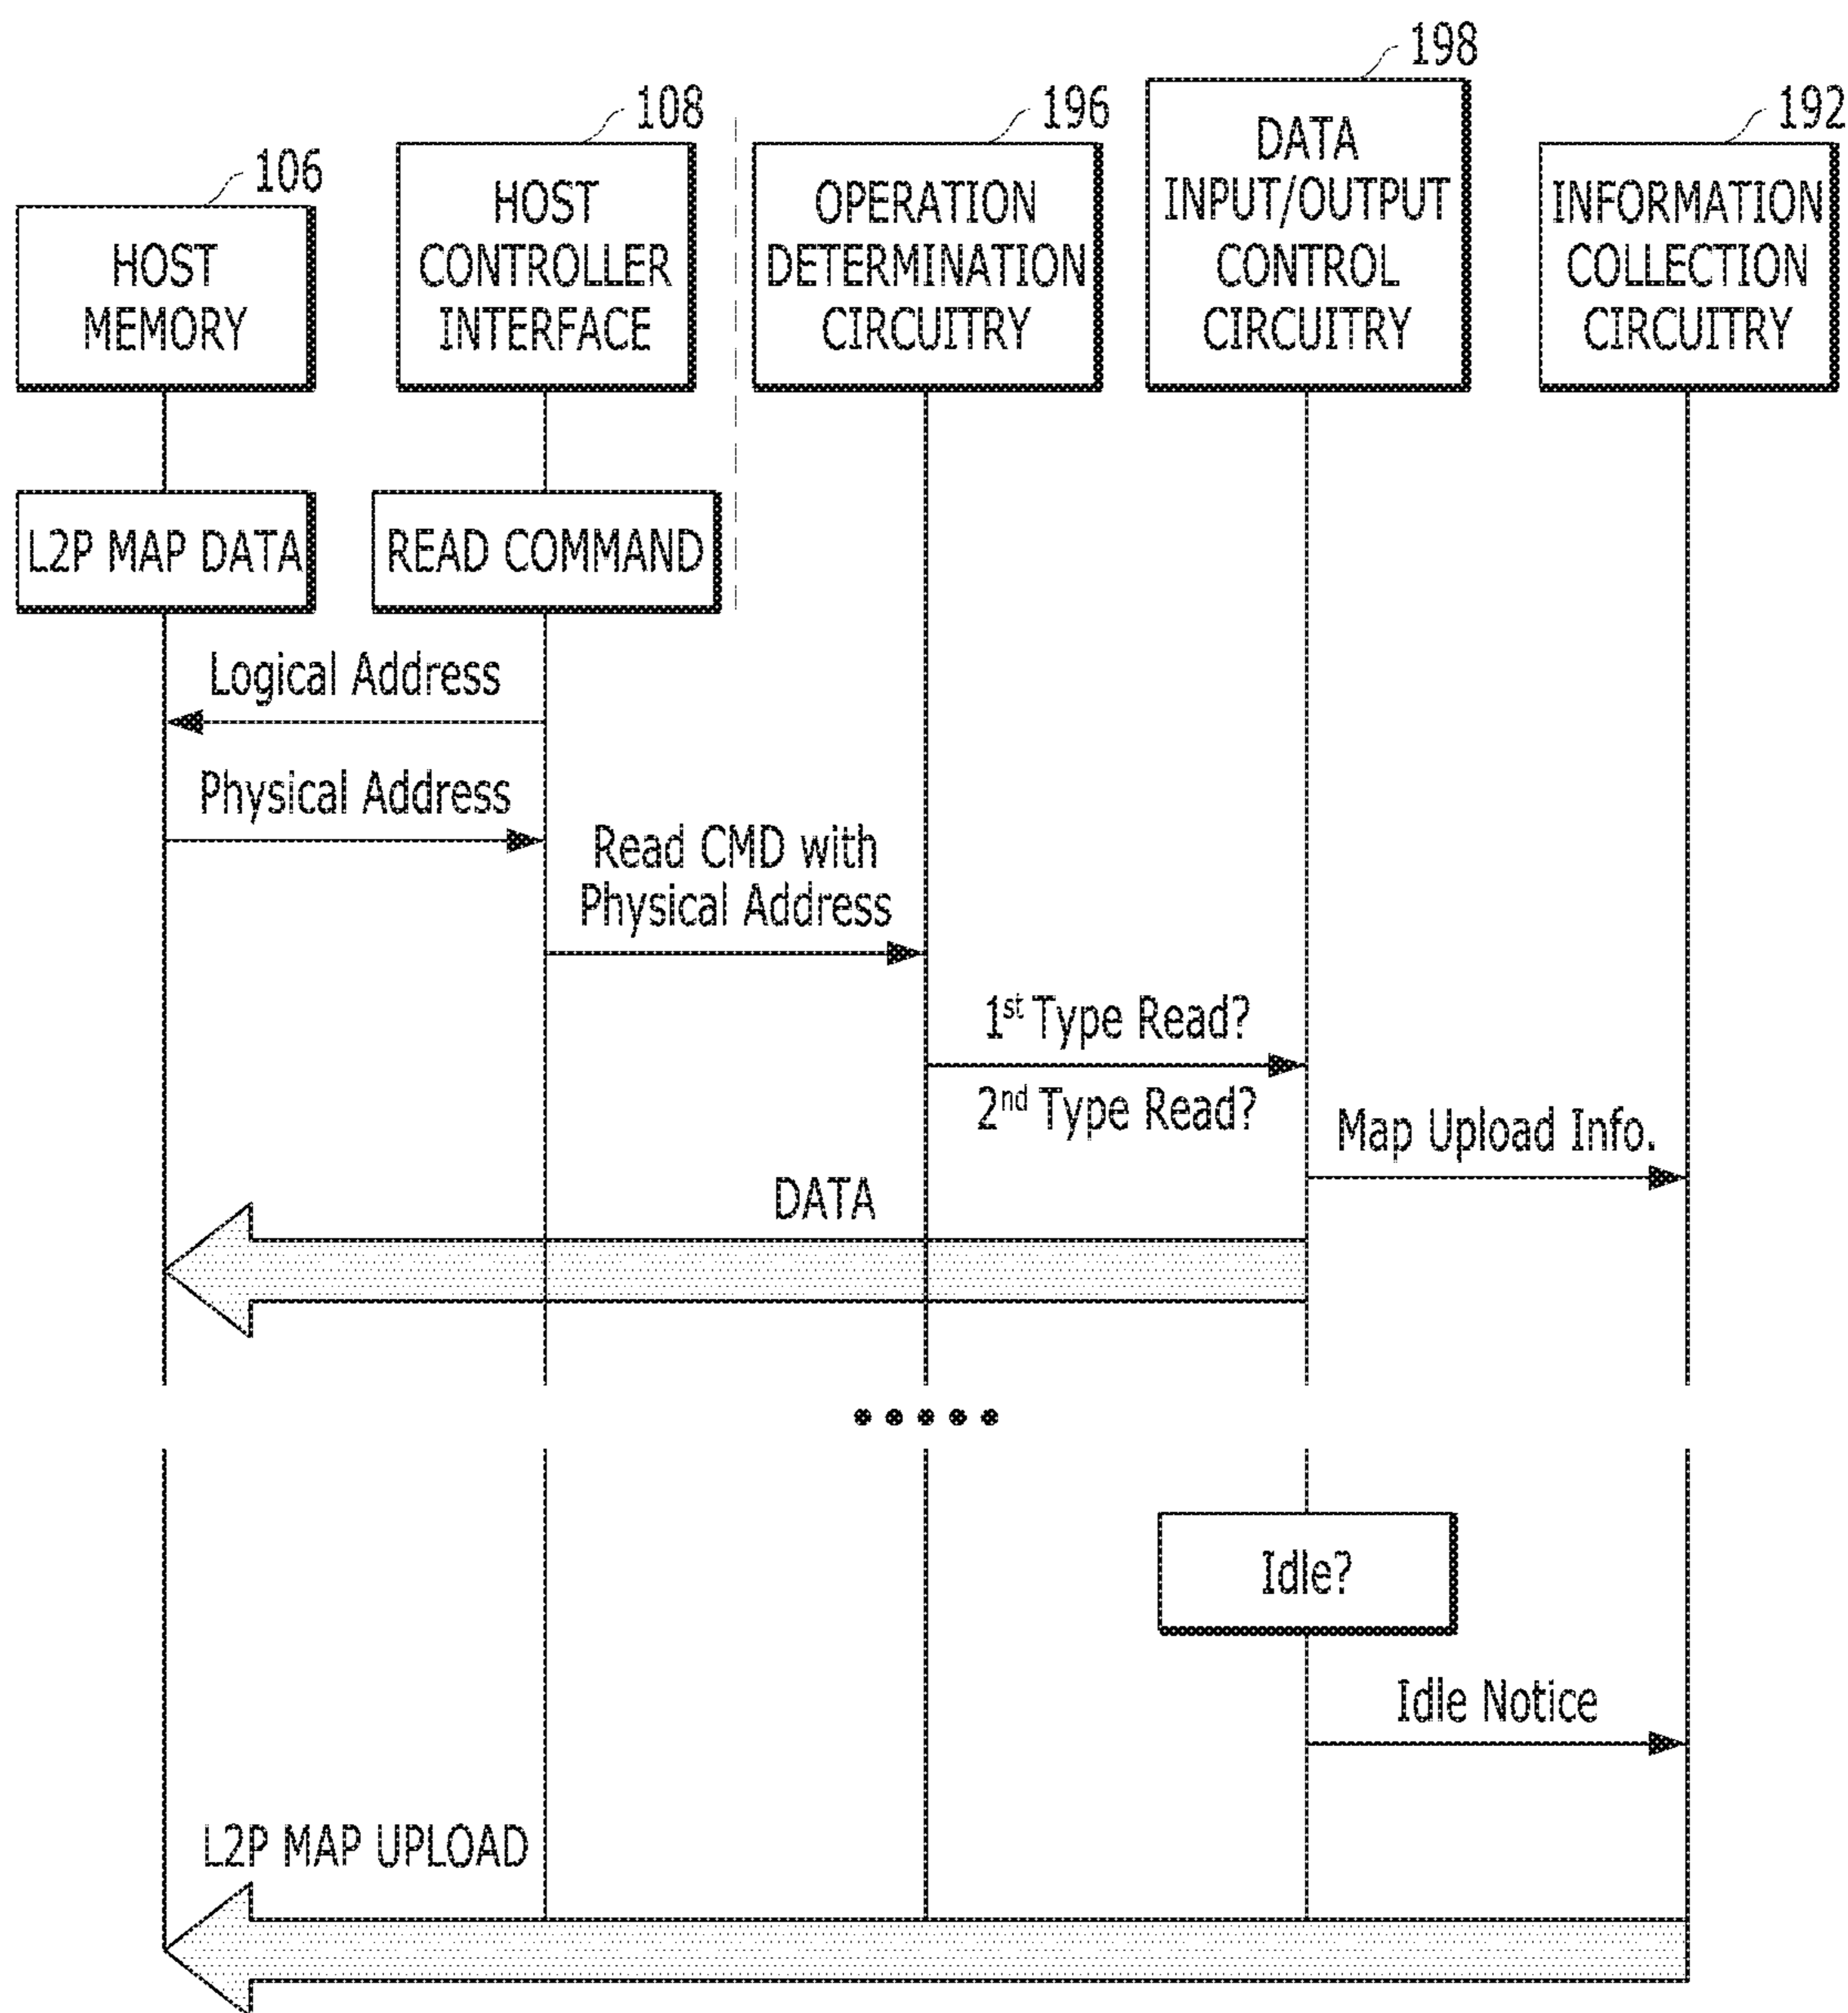 106
HOST
MEMORY
108
HOST
CONTROLLER
INTERFACE
196
OPERATION
DETERMINATION
CIRCUITRY
198
DATA
INPUT/OUTPUT
CONTROL
CIRCUITRY
192
INFORMATION
COLLECTION
CIRCUITRY
L2P MAP DATA
READ COMMAND
Logical Address
Physical Address
Read CMD with
Physical Address
1st Type Read?
2nd Type Read?
Map Upload Info.
DATA
Idle?
Idle Notice
L2P MAP UPLOAD